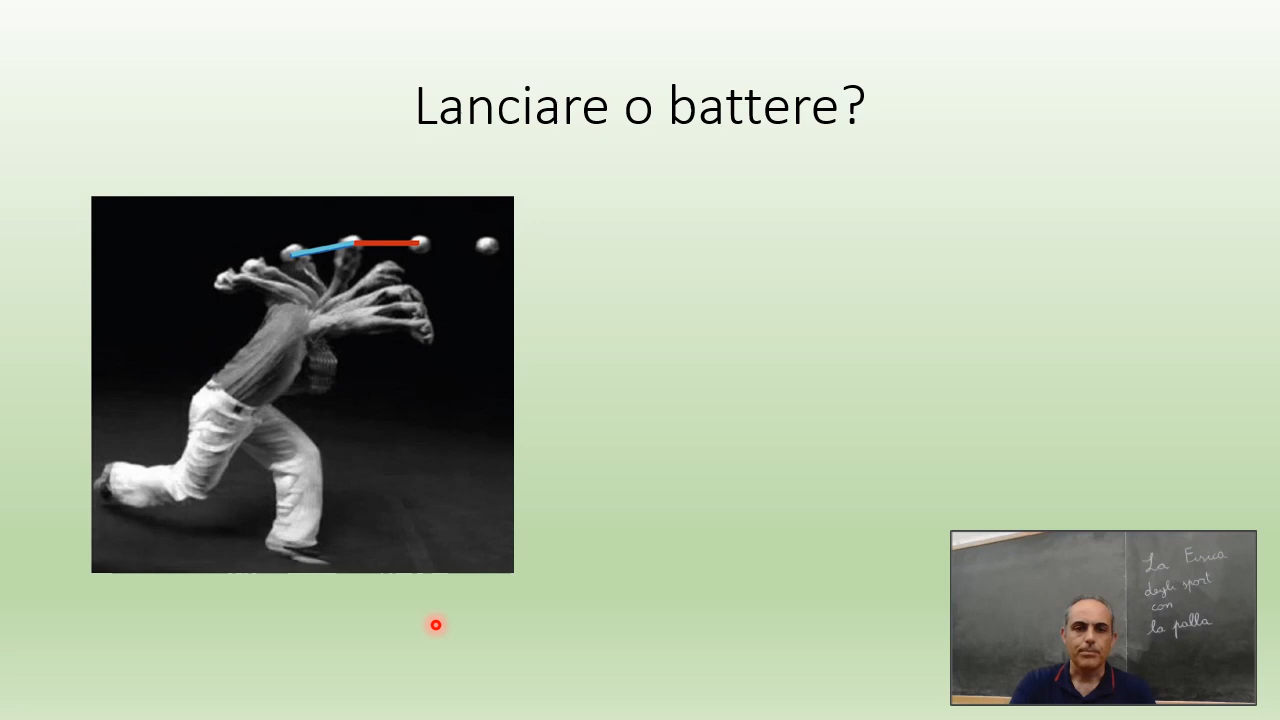 Lanciare o battere?
La Fisica
degli sport
con
la palla